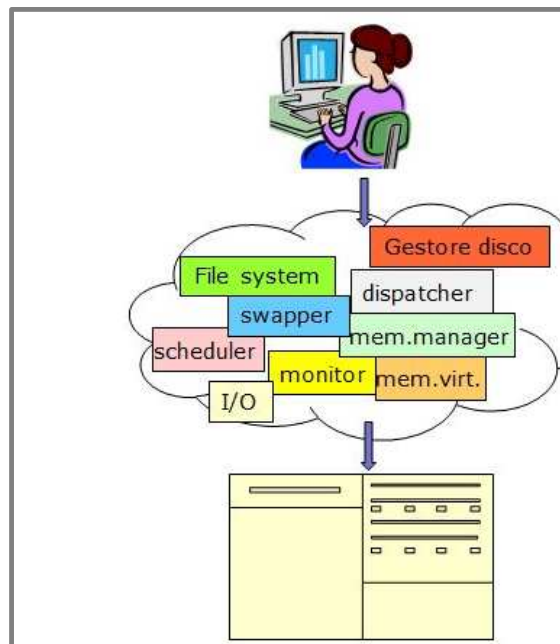 Gestore disco
File system
dispatcher
swapper
mem.manager
scheduler
monitor
mem.virt.
I/O